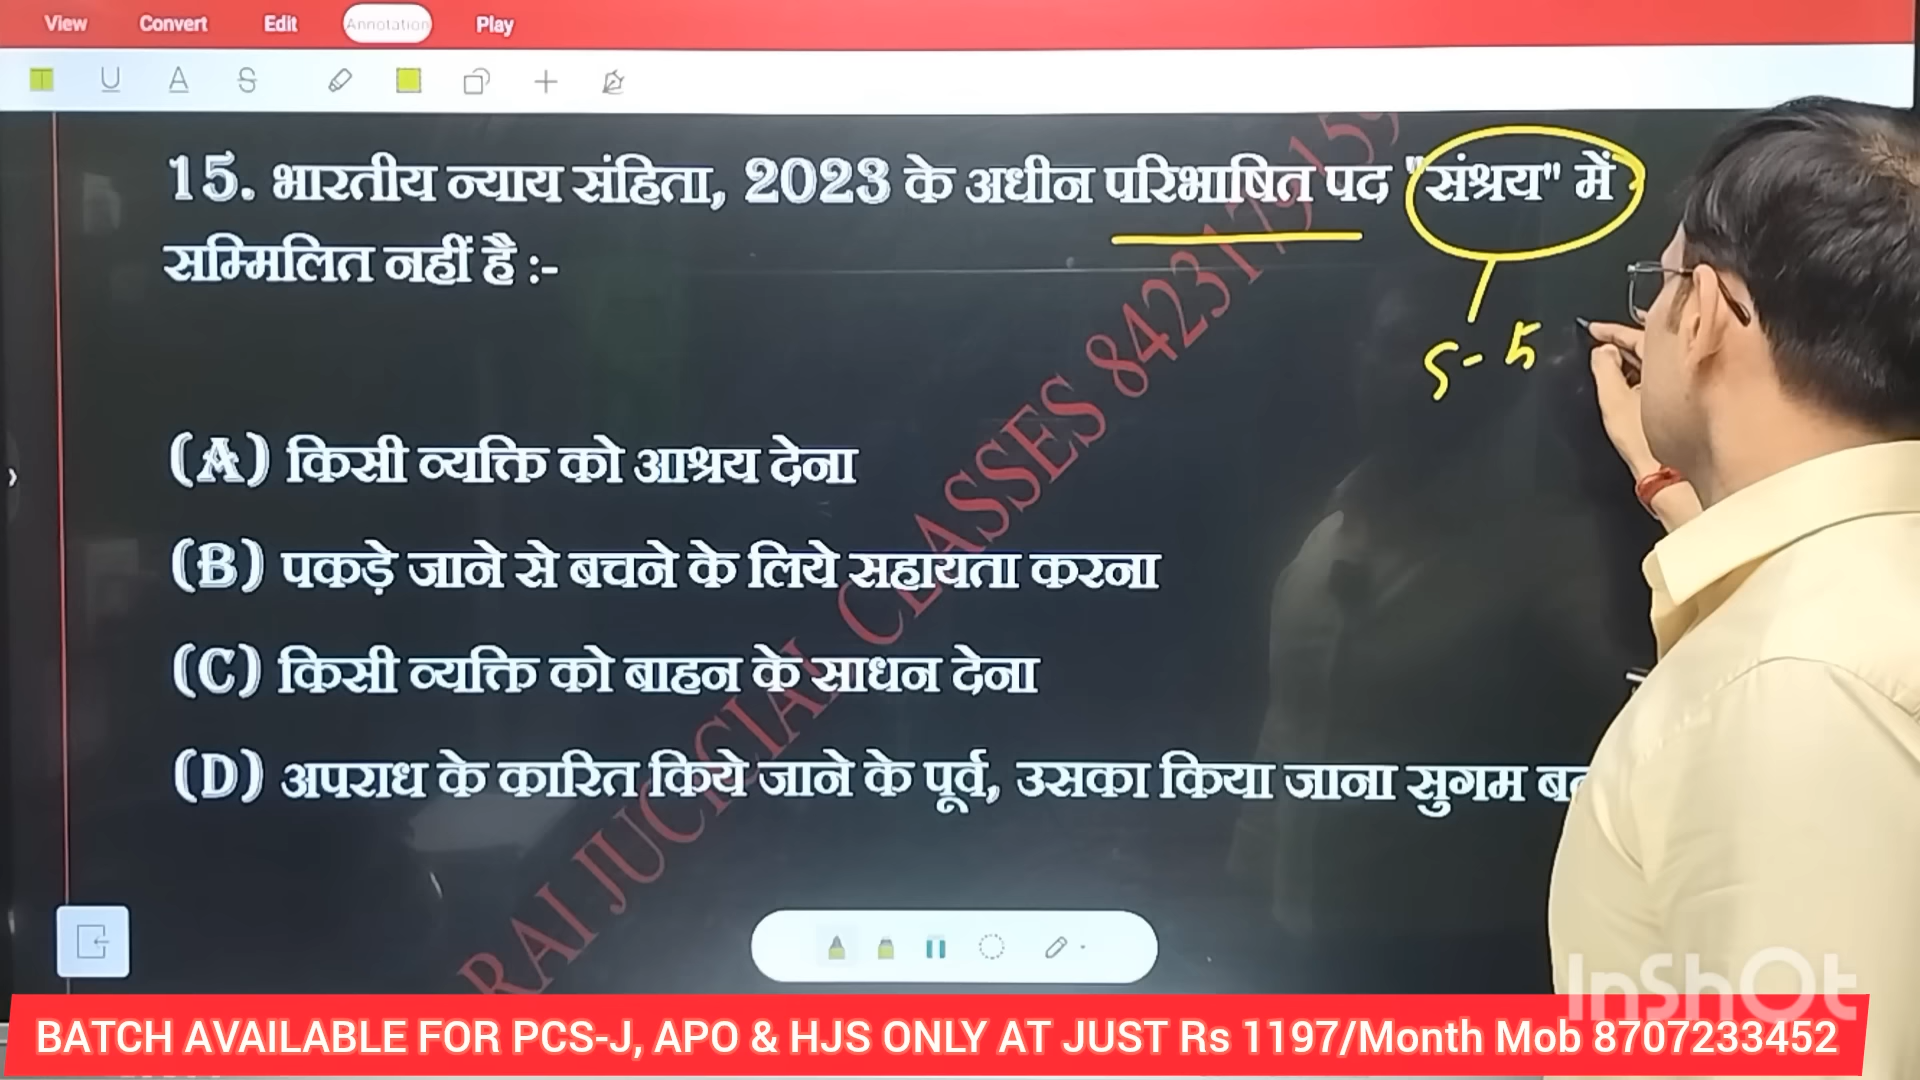 View Convert Edit Annotation Play
15. भारतीय न्याय संहिता, 2023 के अधीन परिभाषित पद "संश्रय" में
सम्मिलित नहीं है :-
S-5
(A) किसी व्यक्ति को आश्रय देना
(B) पकड़े जाने से बचने के लिये सहायता करना
(C) किसी व्यक्ति को बाहन के साधन देना
(D) अपराध के कारित किये जाने के पूर्व, उसका किया जाना सुगम
RAI JUCICIAL CLASSES 8423179159
InShOt
BATCH AVAILABLE FOR PCS-J, APO & HJS ONLY AT JUST Rs 1197/Month Mob 8707233452